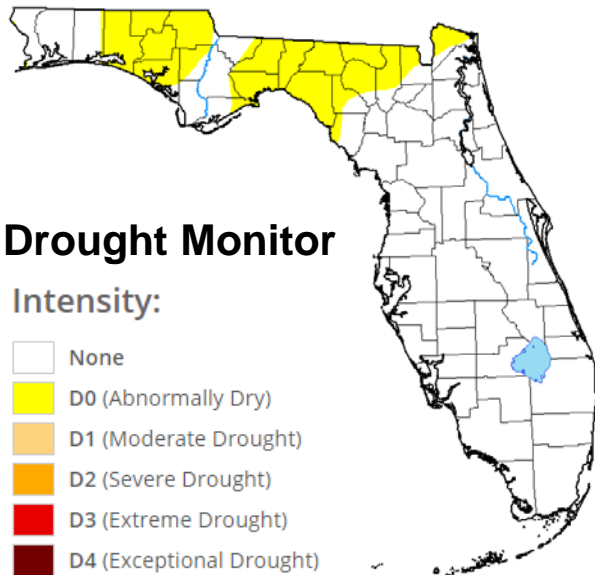 Drought Monitor
Intensity:
None
D0 (Abnormally Dry)
D1 (Moderate Drought)
D2 (Severe Drought)
D3 (Extreme Drought)
D4 (Exceptional Drought)